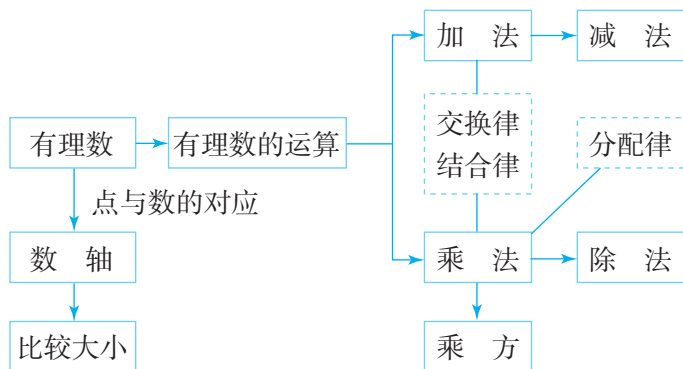 加 法
减 法
交换律
结合律
分配律
有理数
有理数的运算
点与数的对应
数 轴
乘 法
除 法
比较大小
乘 方